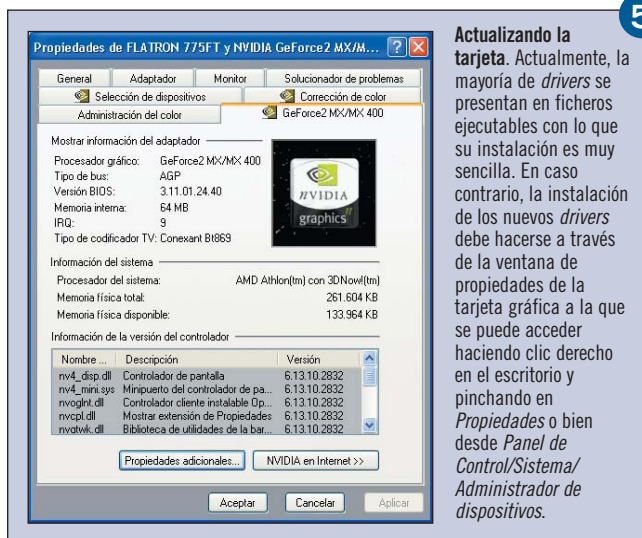 5
Propiedades de FLATRON 775FT y NVIDIA GeForce2 MX/M...
General Adaptador Monitor Solucionador de problemas
Selección de dispositivos Corrección de color
Administración del color GeForce2 MX/MX 400
Mostrar información del adaptador
Procesador gráfico: GeForce2 MX/MX 400
Tipo de bus: AGP
Versión BIOS: 3.11.01.24.40
Memoria interna: 64 MB
IRQ: 9
Tipo de codificador TV: Conexant Bt869
nVIDIA
graphics
Información del sistema
Procesador del sistema: AMD Athlon(tm) con 3DNow!(tm)
Memoria física total: 261.604 KB
Memoria física disponible: 133.964 KB
Información de la versión del controlador
Nombre ... Descripción Versión
nv4_disp.dll Controlador de pantalla 6.13.10.2832
nv4_mini.sys Minipuerto del controlador de pa... 6.13.10.2832
nvoglnt.dll Controlador cliente instalable Op... 6.13.10.2832
nvcpl.dll Mostrar extensión de Propiedades 6.13.10.2832
nvqtwk.dll Biblioteca de utilidades de la bar... 6.13.10.2832
Propiedades adicionales... NVIDIA en Internet >>
Aceptar Cancelar Aplicar
Actualizando la
tarjeta. Actualmente, la
mayoría de drivers se
presentan en ficheros
ejecutables con lo que
su instalación es muy
sencilla. En caso
contrario, la instalación
de los nuevos drivers
debe hacerse a través
de la ventana de
propiedades de la
tarjeta gráfica a la que
se puede acceder
haciendo clic derecho
en el escritorio y
pinchando en
Propiedades o bien
desde Panel de
Control/Sistema/
Administrador de
dispositivos.